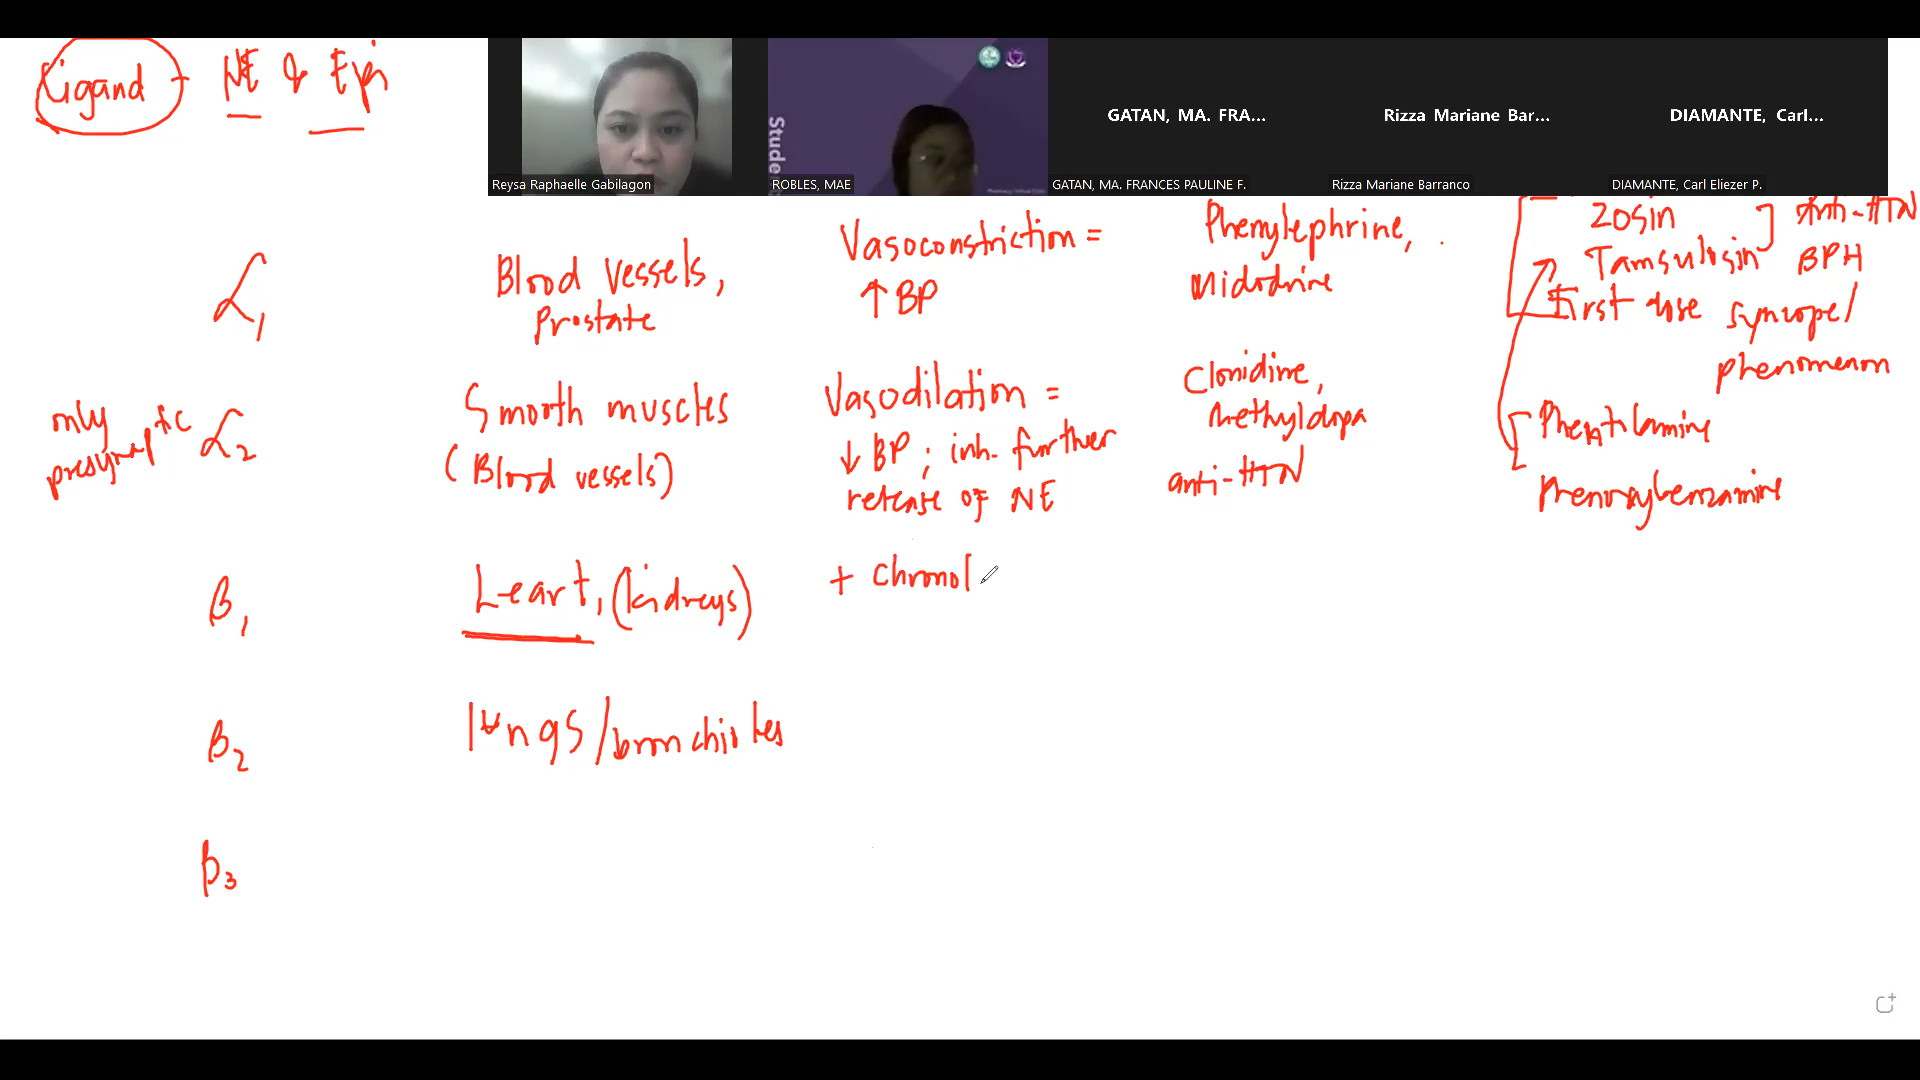 Ligand - NE & Epi
Reysa Raphaelle Gabilagon
Stude
ROBLES, MAE
GATAN, MA. FRA...
GATAN, MA. FRANCES PAULINE F.
Rizza Mariane Bar...
Rizza Mariane Barranco
DIAMANTE, Carl...
DIAMANTE, Carl Eliezer P.
α1
Blood vessels,
Prostate
Vasoconstriction =
↑ BP
Phenylephrine,
Midodrine
Zosin
Tamsulosin
Anti-HTN
BPH
First dose syncope/
phenomenon
only
presynaptic
α2
Smooth muscles
(Blood vessels)
Vasodilation =
↓ BP ; inh. further
release of NE
Clonidine,
Methyldopa
anti-HTN
Phentolamine
Phenoxybenzamine
β1
Heart, (kidneys)
+ chronol
β2
lungs/bronchioles
β3